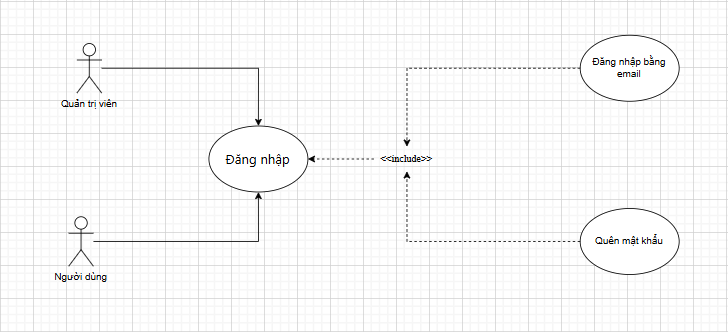 Quản trị viên
Người dùng
Đăng nhập
<<include>>
Đăng nhập bằng
email
Quên mật khẩu